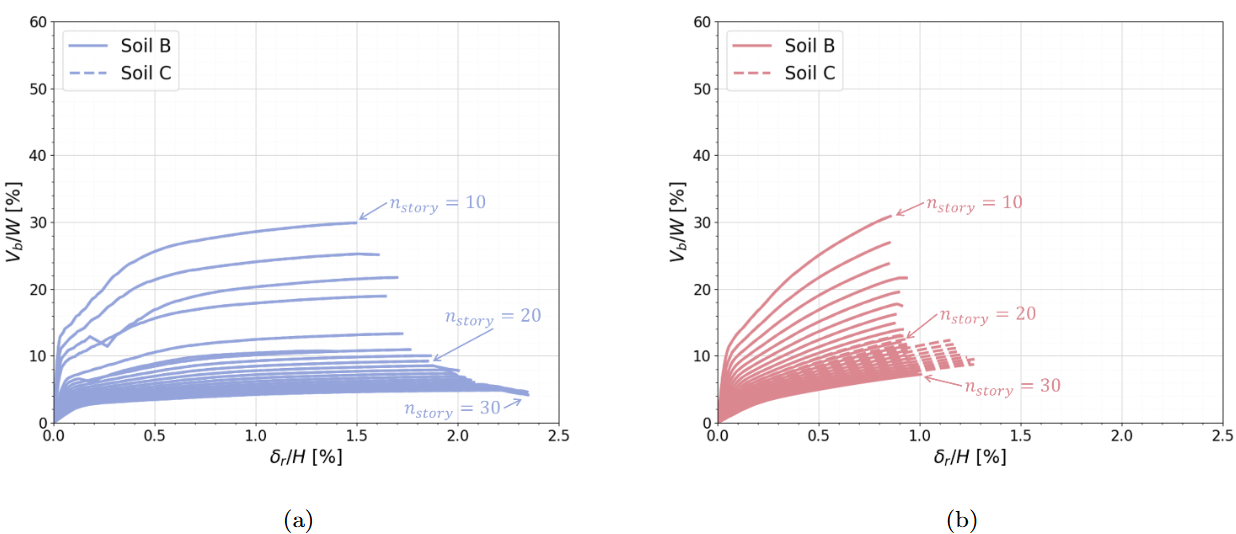 60
50
40
30
20
10
0
0.0 0.5 1.0 1.5 2.0 2.5
V_b/W [%]
δ_r/H [%]
Soil B
Soil C
n_story = 10
n_story = 20
n_story = 30
(a)
60
50
40
30
20
10
0
0.0 0.5 1.0 1.5 2.0 2.5
V_b/W [%]
δ_r/H [%]
Soil B
Soil C
n_story = 10
n_story = 20
n_story = 30
(b)